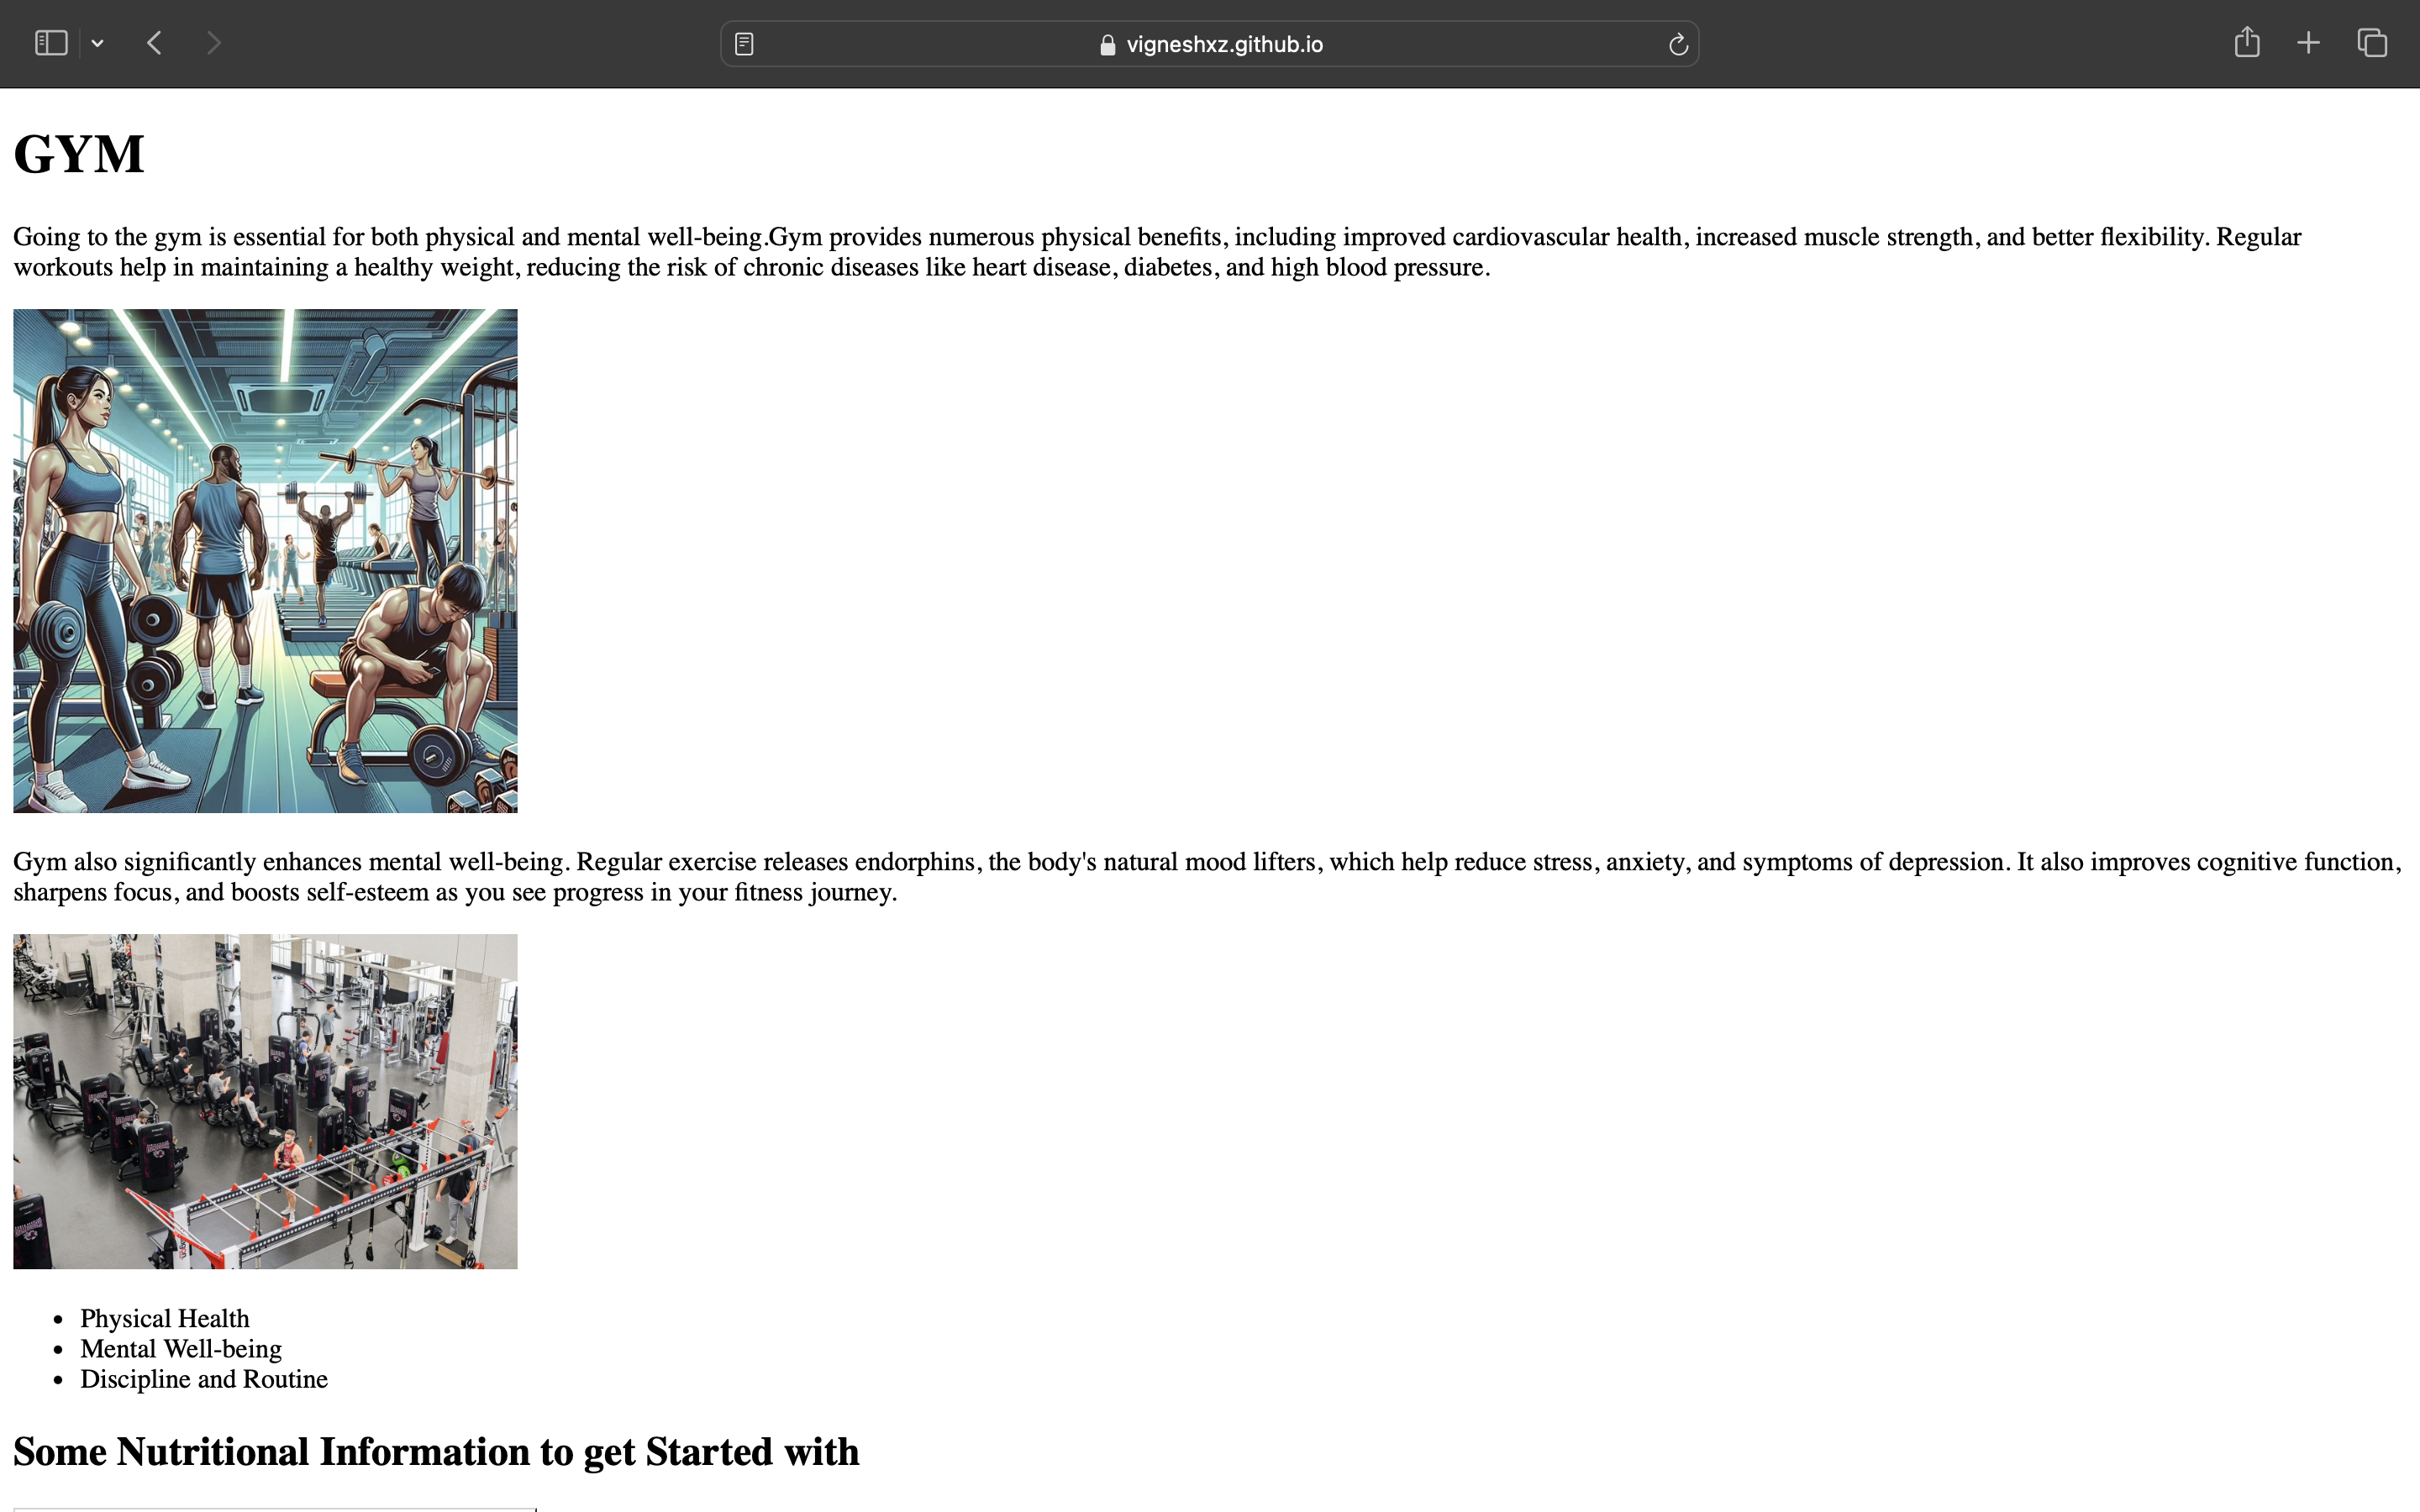 vigneshxz.github.io
GYM
Going to the gym is essential for both physical and mental well-being.Gym provides numerous physical benefits, including improved cardiovascular health, increased muscle strength, and better flexibility. Regular
workouts help in maintaining a healthy weight, reducing the risk of chronic diseases like heart disease, diabetes, and high blood pressure.
Gym also significantly enhances mental well-being. Regular exercise releases endorphins, the body's natural mood lifters, which help reduce stress, anxiety, and symptoms of depression. It also improves cognitive function,
sharpens focus, and boosts self-esteem as you see progress in your fitness journey.
• Physical Health
• Mental Well-being
• Discipline and Routine
Some Nutritional Information to get Started with